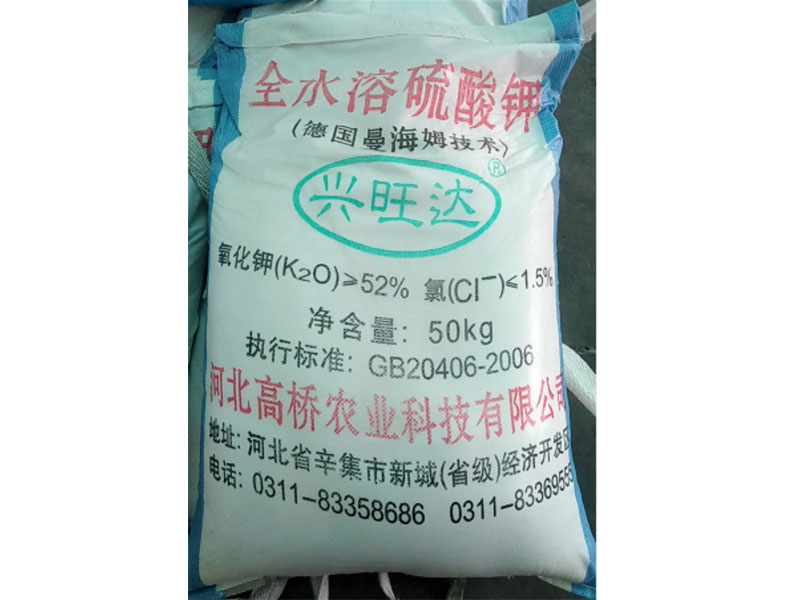 全水溶硫酸钾
(德国曼海姆技术)
兴旺达®
氧化钾(K₂O)≥52% 氯(Cl⁻)≤1.5%
净含量: 50kg
执行标准: GB20406-2006
河北高桥农业科技有限公司
地址: 河北省辛集市新城(省级)经济开发区
电话: 0311-83358686 0311-83369555